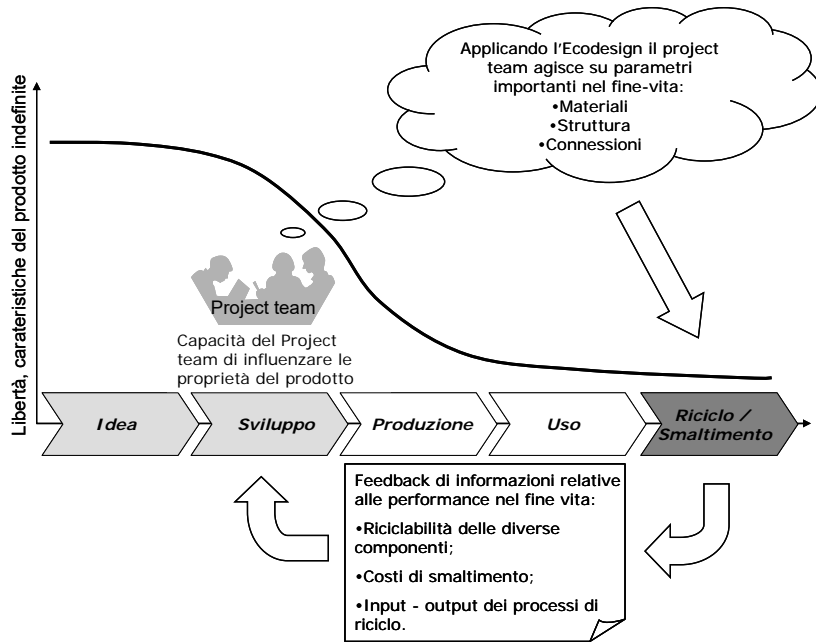 Applicando l'Ecodesign il project
team agisce su parametri
importanti nel fine-vita:
•Materiali
•Struttura
•Connessioni
Libertà, carateristiche del prodotto indefinite
Project team
Capacità del Project
team di influenzare le
proprietà del prodotto
Idea
Sviluppo
Produzione
Uso
Riciclo /
Smaltimento
Feedback di informazioni relative
alle performance nel fine vita:
•Riciclabilità delle diverse
componenti;
•Costi di smaltimento;
•Input - output dei processi di
riciclo.